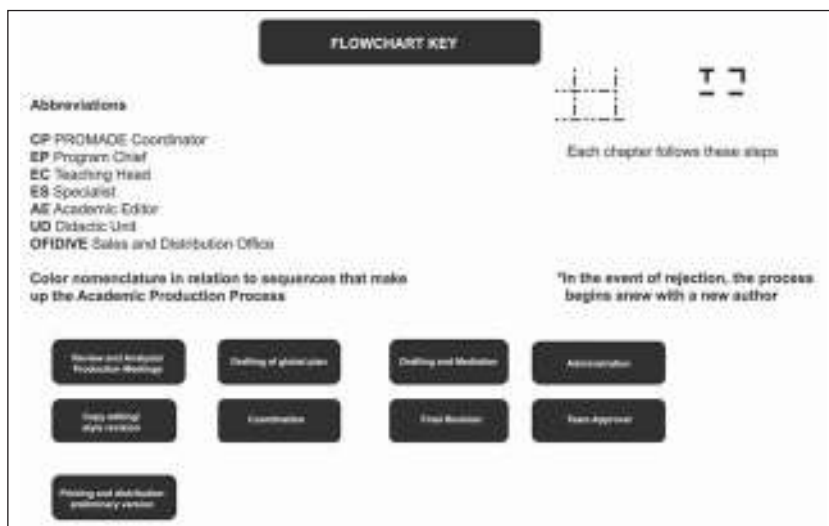 FLOWCHART KEY
Abbreviations
CP PROMADE Coordinator
EP Program Chief
EC Teaching Head
ES Specialist
AE Academic Editor
UD Didactic Unit
OFIDIVE Sales and Distribution Office
Each chapter follows these steps
Color nomenclature in relation to sequences that make
up the Academic Production Process
*In the event of rejection, the process
begins anew with a new author
Review and Analysis/
Production Meetings
Drafting of global plan
Drafting and Mediation
Administration
Copy editing/
style revision
Coordination
Final Revision
Team Approval
Printing and distribution
preliminary version